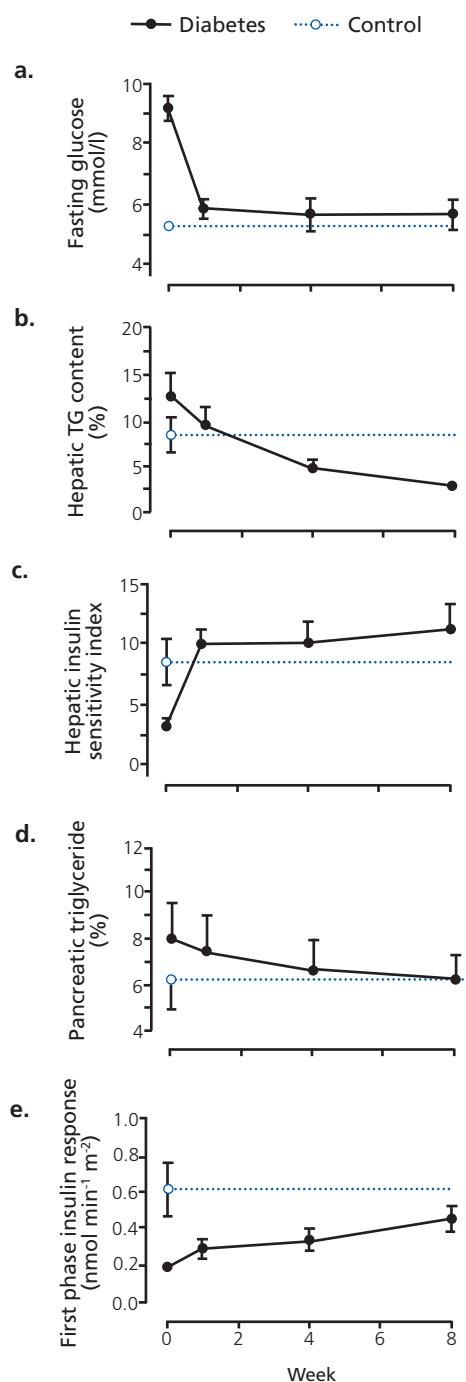 Diabetes Control
a.
Fasting glucose
(mmol/l)
10
8
6
4
b.
Hepatic TG content
(%)
20
15
10
5
0
c.
Hepatic insulin
sensitivity index
15
10
5
0
d.
Pancreatic triglyceride
(%)
12
10
8
6
4
e.
First phase insulin response
(nmol min⁻¹ m⁻²)
1.0
0.8
0.6
0.4
0.2
0.0
0 2 4 6 8
Week